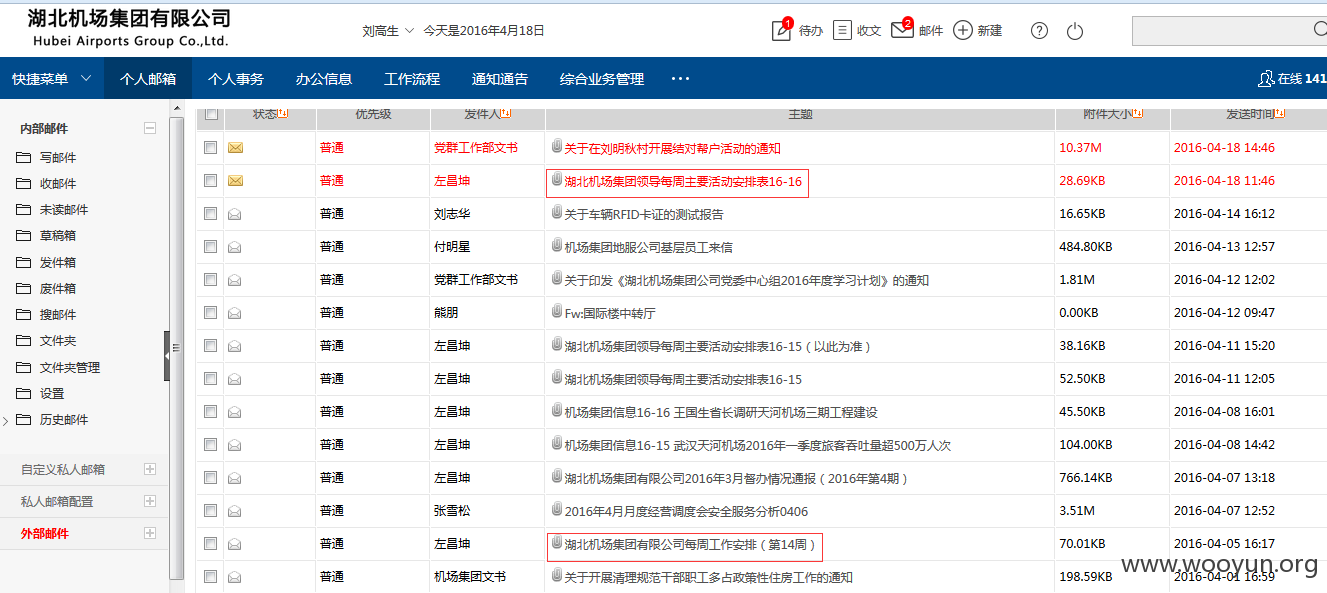 湖北机场集团有限公司
Hubei Airports Group Co.,Ltd.
刘高生 今天是2016年4月18日
1 待办 收文 2 邮件 新建
快捷菜单 个人邮箱 个人事务 办公信息 工作流程 通知通告 综合业务管理 ••• 在线 141
内部邮件
写邮件
收邮件
未读邮件
草稿箱
发件箱
废件箱
搜邮件
文件夹
文件夹管理
设置
历史邮件
自定义私人邮箱
私人邮箱配置
外部邮件
状态 优先级 发件人 主题 附件大小 发送时间
普通 党群工作部文书 关于在刘明秋村开展结对帮户活动的通知 10.37M 2016-04-18 14:46
普通 左昌坤 湖北机场集团领导每周主要活动安排表16-16 28.69KB 2016-04-18 11:46
普通 刘志华 关于车辆RFID卡证的测试报告 16.65KB 2016-04-14 16:12
普通 付明星 机场集团地服公司基层员工来信 484.80KB 2016-04-13 12:57
普通 党群工作部文书 关于印发《湖北机场集团公司党委中心组2016年度学习计划》的通知 1.81M 2016-04-12 12:02
普通 熊朋 Fw:国际楼中转厅 0.00KB 2016-04-12 09:47
普通 左昌坤 湖北机场集团领导每周主要活动安排表16-15（以此为准） 38.16KB 2016-04-11 15:20
普通 左昌坤 湖北机场集团领导每周主要活动安排表16-15 52.50KB 2016-04-11 12:05
普通 左昌坤 机场集团信息16-16 王国生省长调研天河机场三期工程建设 45.50KB 2016-04-08 16:01
普通 左昌坤 机场集团信息16-15 武汉天河机场2016年一季度旅客吞吐量超500万人次 104.00KB 2016-04-08 14:42
普通 左昌坤 湖北机场集团有限公司2016年3月督办情况通报（2016年第4期） 766.14KB 2016-04-07 13:18
普通 张雪松 2016年4月月度经营调度会安全服务分析0406 3.51M 2016-04-07 12:52
普通 左昌坤 湖北机场集团有限公司每周工作安排（第14周） 70.01KB 2016-04-05 16:17
普通 机场集团文书 关于开展清理规范干部职工多占政策性住房工作的通知 198.59KB 2016-04-01 16:59
www.wooyun.org